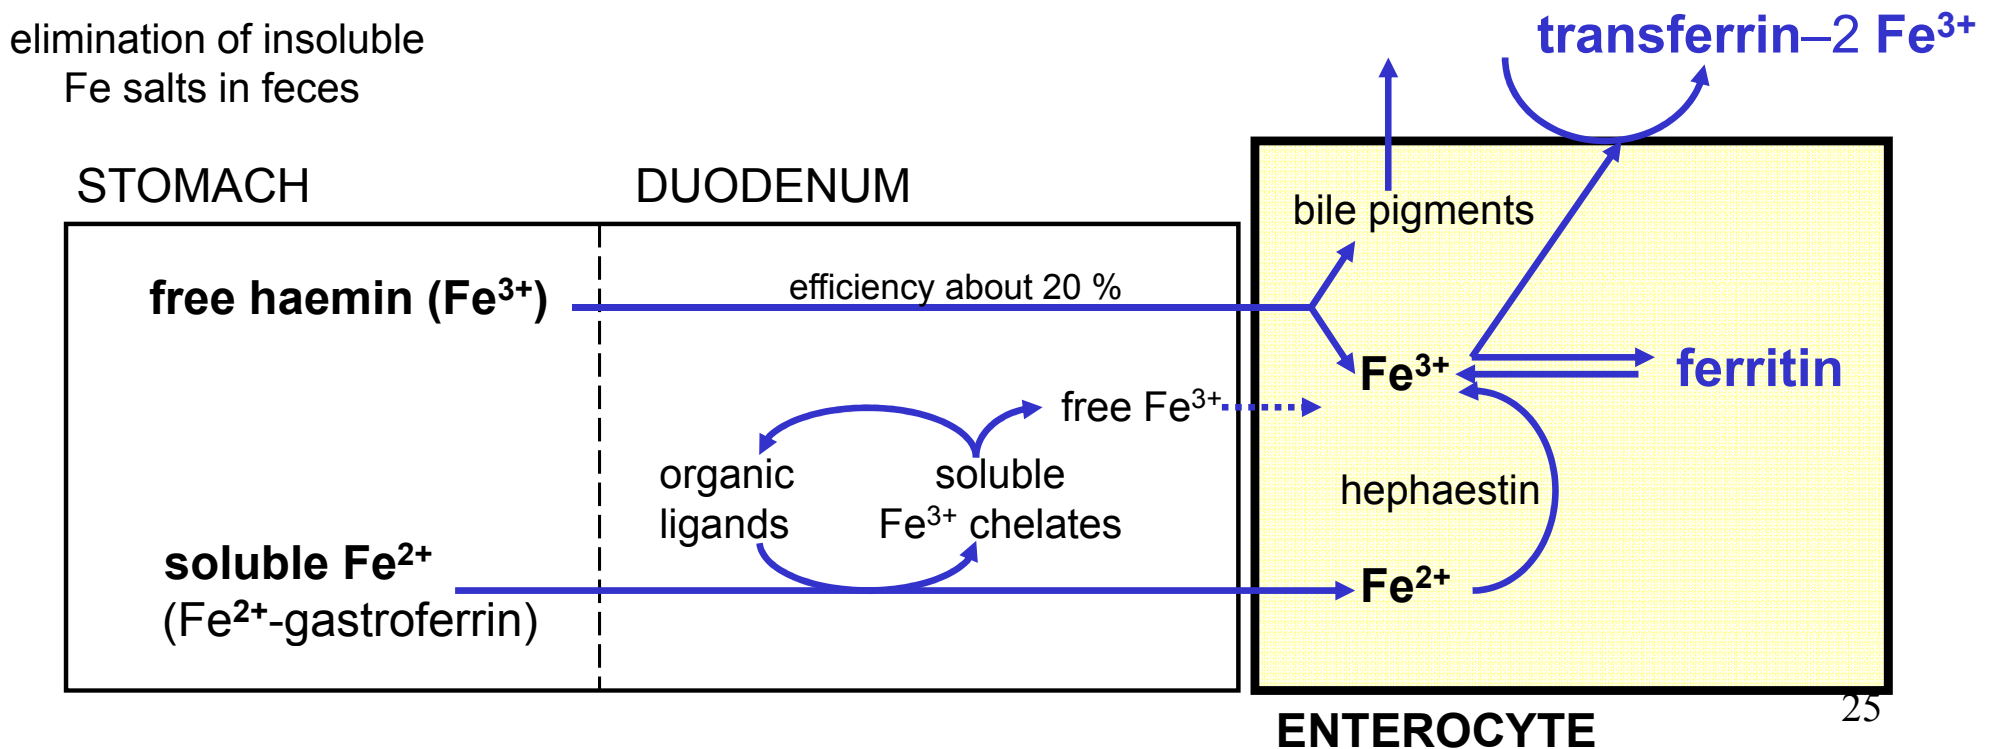 elimination of insoluble
Fe salts in feces
transferrin–2 Fe³⁺
STOMACH
DUODENUM
bile pigments
free haemin (Fe³⁺)
efficiency about 20 %
Fe³⁺
ferritin
free Fe³⁺
organic
ligands
soluble
Fe³⁺ chelates
hephaestin
soluble Fe²⁺
(Fe²⁺-gastroferrin)
Fe²⁺
ENTEROCYTE
25